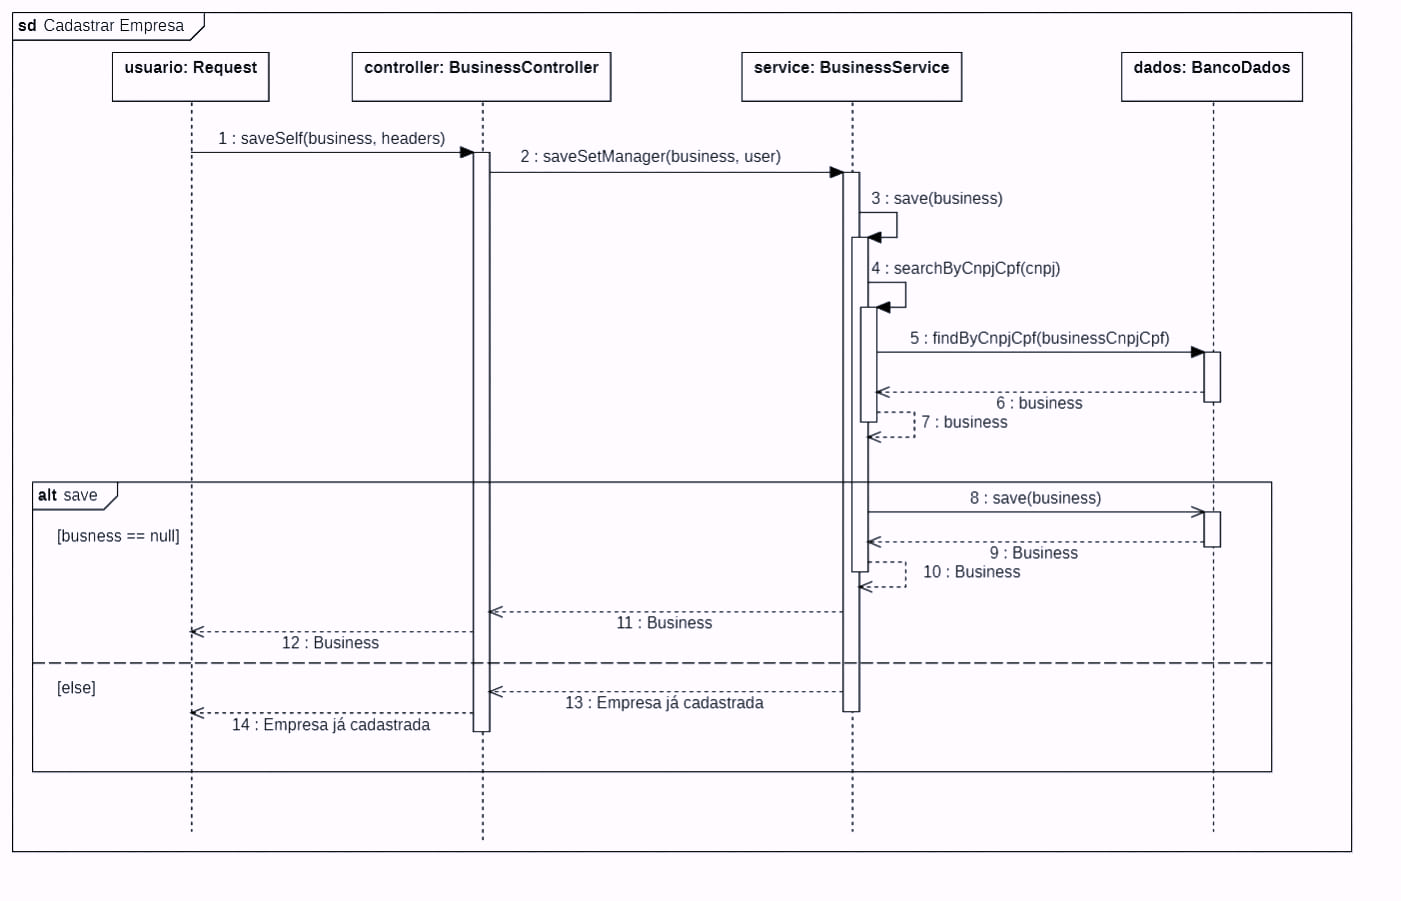 sd Cadastrar Empresa
usuario: Request
controller: BusinessController
service: BusinessService
dados: BancoDados
1 : saveSelf(business, headers)
2 : saveSetManager(business, user)
3 : save(business)
4 : searchByCnpjCpf(cnpj)
5 : findByCnpjCpf(businessCnpjCpf)
6 : business
7 : business
alt save
8 : save(business)
[busness == null]
9 : Business
10 : Business
11 : Business
12 : Business
[else]
13 : Empresa já cadastrada
14 : Empresa já cadastrada